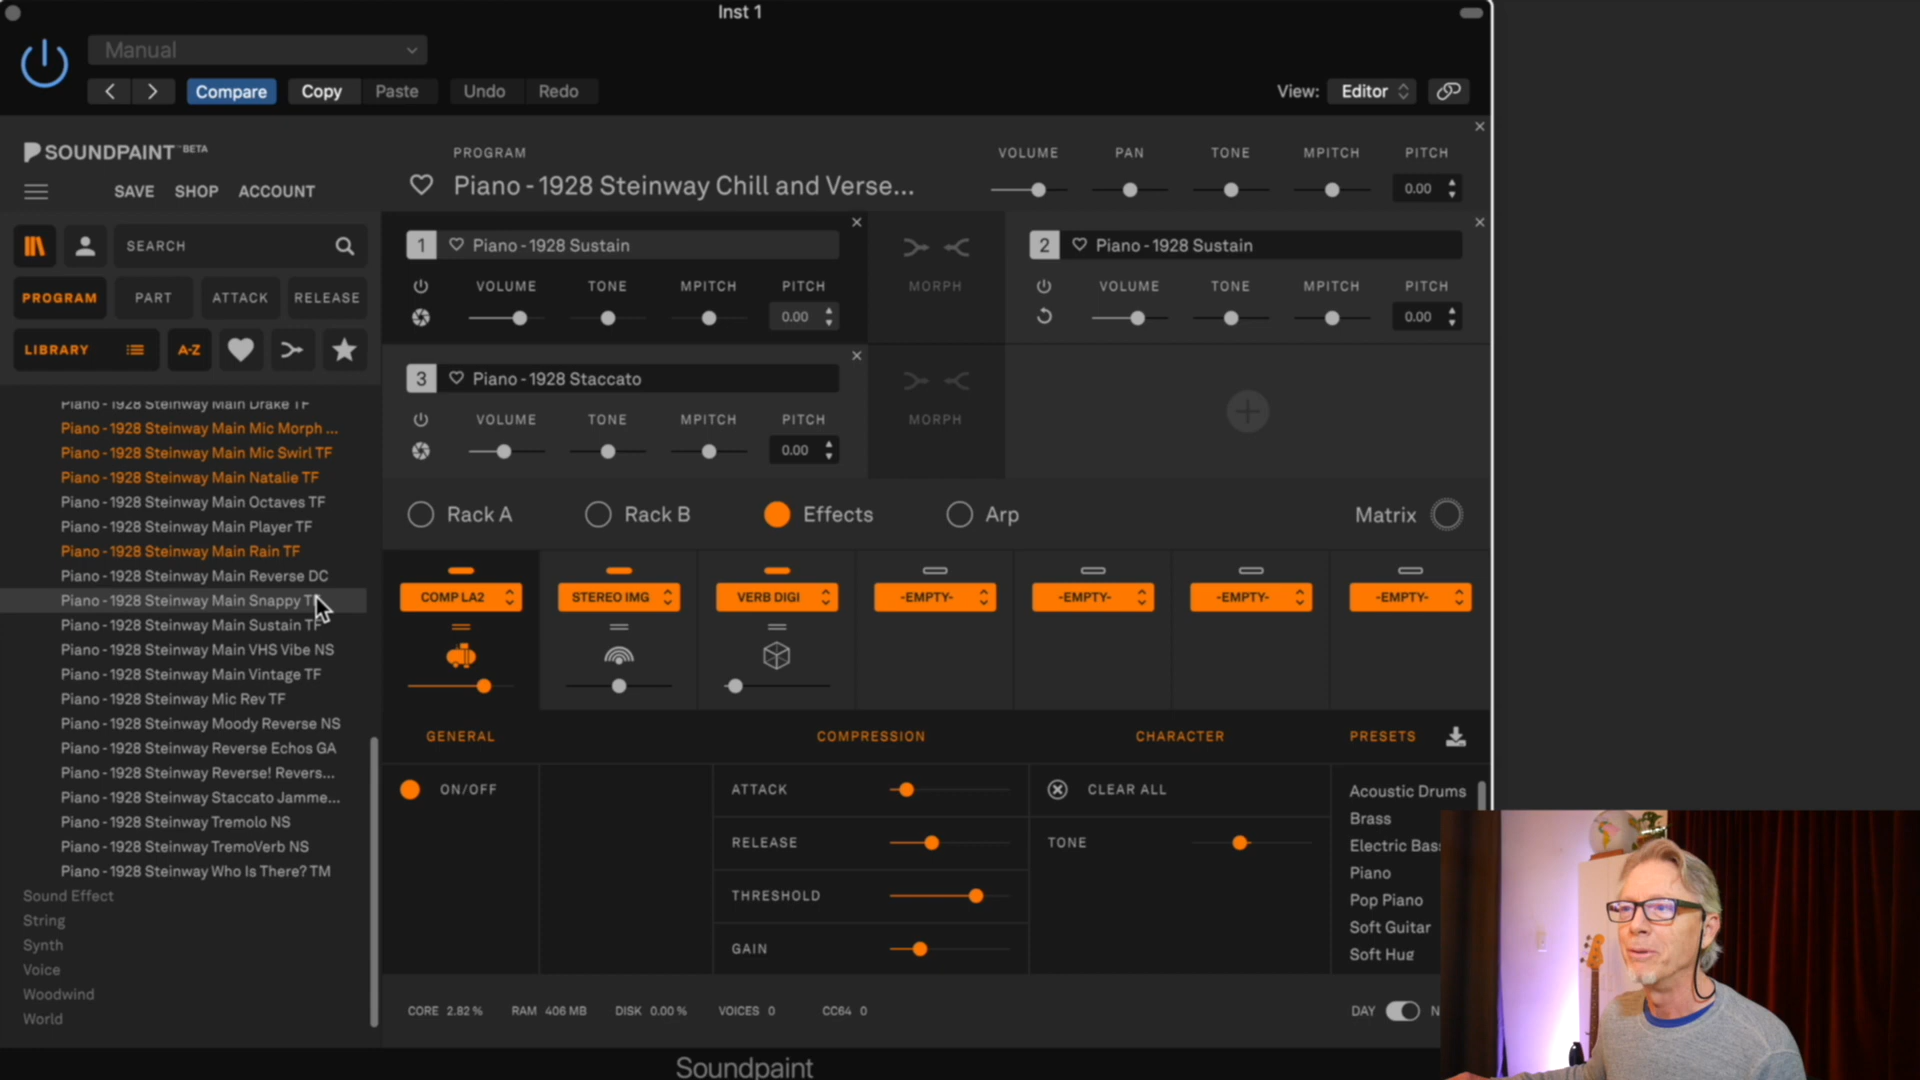 Inst 1
Manual
Compare Copy Paste Undo Redo View: Editor
SOUNDPAINT™BETA
SAVE SHOP ACCOUNT
PROGRAM
Piano - 1928 Steinway Chill and Verse...
VOLUME PAN TONE MPITCH PITCH
0.00
SEARCH
PROGRAM PART ATTACK RELEASE
LIBRARY A-Z
1 Piano - 1928 Sustain
VOLUME TONE MPITCH PITCH
0.00
MORPH
2 Piano - 1928 Sustain
VOLUME TONE MPITCH PITCH
0.00
3 Piano - 1928 Staccato
VOLUME TONE MPITCH PITCH
0.00
MORPH
Piano - 1928 Steinway Main Drake TF
Piano - 1928 Steinway Main Mic Morph ...
Piano - 1928 Steinway Main Mic Swirl TF
Piano - 1928 Steinway Main Natalie TF
Piano - 1928 Steinway Main Octaves TF
Piano - 1928 Steinway Main Player TF
Piano - 1928 Steinway Main Rain TF
Piano - 1928 Steinway Main Reverse DC
Piano - 1928 Steinway Main Snappy
Piano - 1928 Steinway Main Sustain TF
Piano - 1928 Steinway Main VHS Vibe NS
Piano - 1928 Steinway Main Vintage TF
Piano - 1928 Steinway Mic Rev TF
Piano - 1928 Steinway Moody Reverse NS
Piano - 1928 Steinway Reverse Echos GA
Piano - 1928 Steinway Reverse! Revers...
Piano - 1928 Steinway Staccato Jamme...
Piano - 1928 Steinway Tremolo NS
Piano - 1928 Steinway TremoVerb NS
Piano - 1928 Steinway Who Is There? TM
Sound Effect
String
Synth
Voice
Woodwind
World
Rack A Rack B Effects Arp Matrix
COMP LA2 STEREO IMG VERB DIGI -EMPTY- -EMPTY- -EMPTY- -EMPTY-
GENERAL COMPRESSION CHARACTER PRESETS
ON/OFF
ATTACK
RELEASE
THRESHOLD
GAIN
CLEAR ALL
TONE
Acoustic Drums
Brass
Electric Bas
Piano
Pop Piano
Soft Guitar
Soft Hug
CORE 2.82 % RAM 406 MB DISK 0.00 % VOICES 0 CC64 0 DAY N
Soundpaint